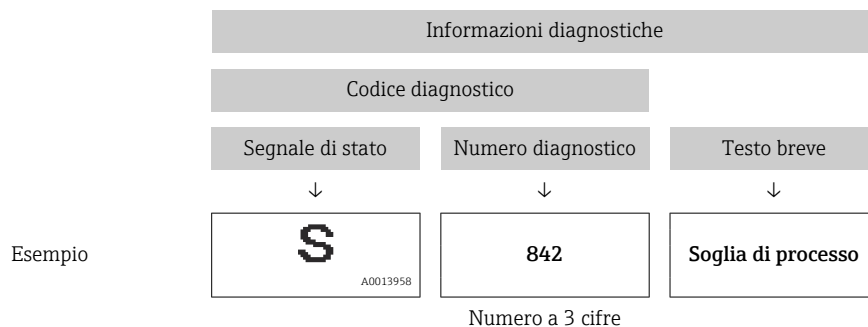 Informazioni diagnostiche
Codice diagnostico
Segnale di stato Numero diagnostico Testo breve
↓ ↓ ↓
Esempio S 842 Soglia di processo
A0013958
Numero a 3 cifre